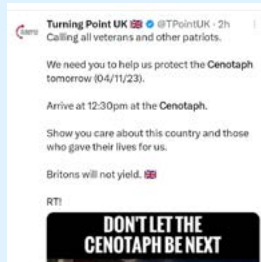 Turning Point UK 🇬🇧 @TPointUK · 2h
Calling all veterans and other patriots.
We need you to help us protect the Cenotaph
tomorrow (04/11/23).
Arrive at 12:30pm at the Cenotaph.
Show you care about this country and those
who gave their lives for us.
Britons will not yield. 🇬🇧
RT!
DON'T LET THE
CENOTAPH BE NEXT